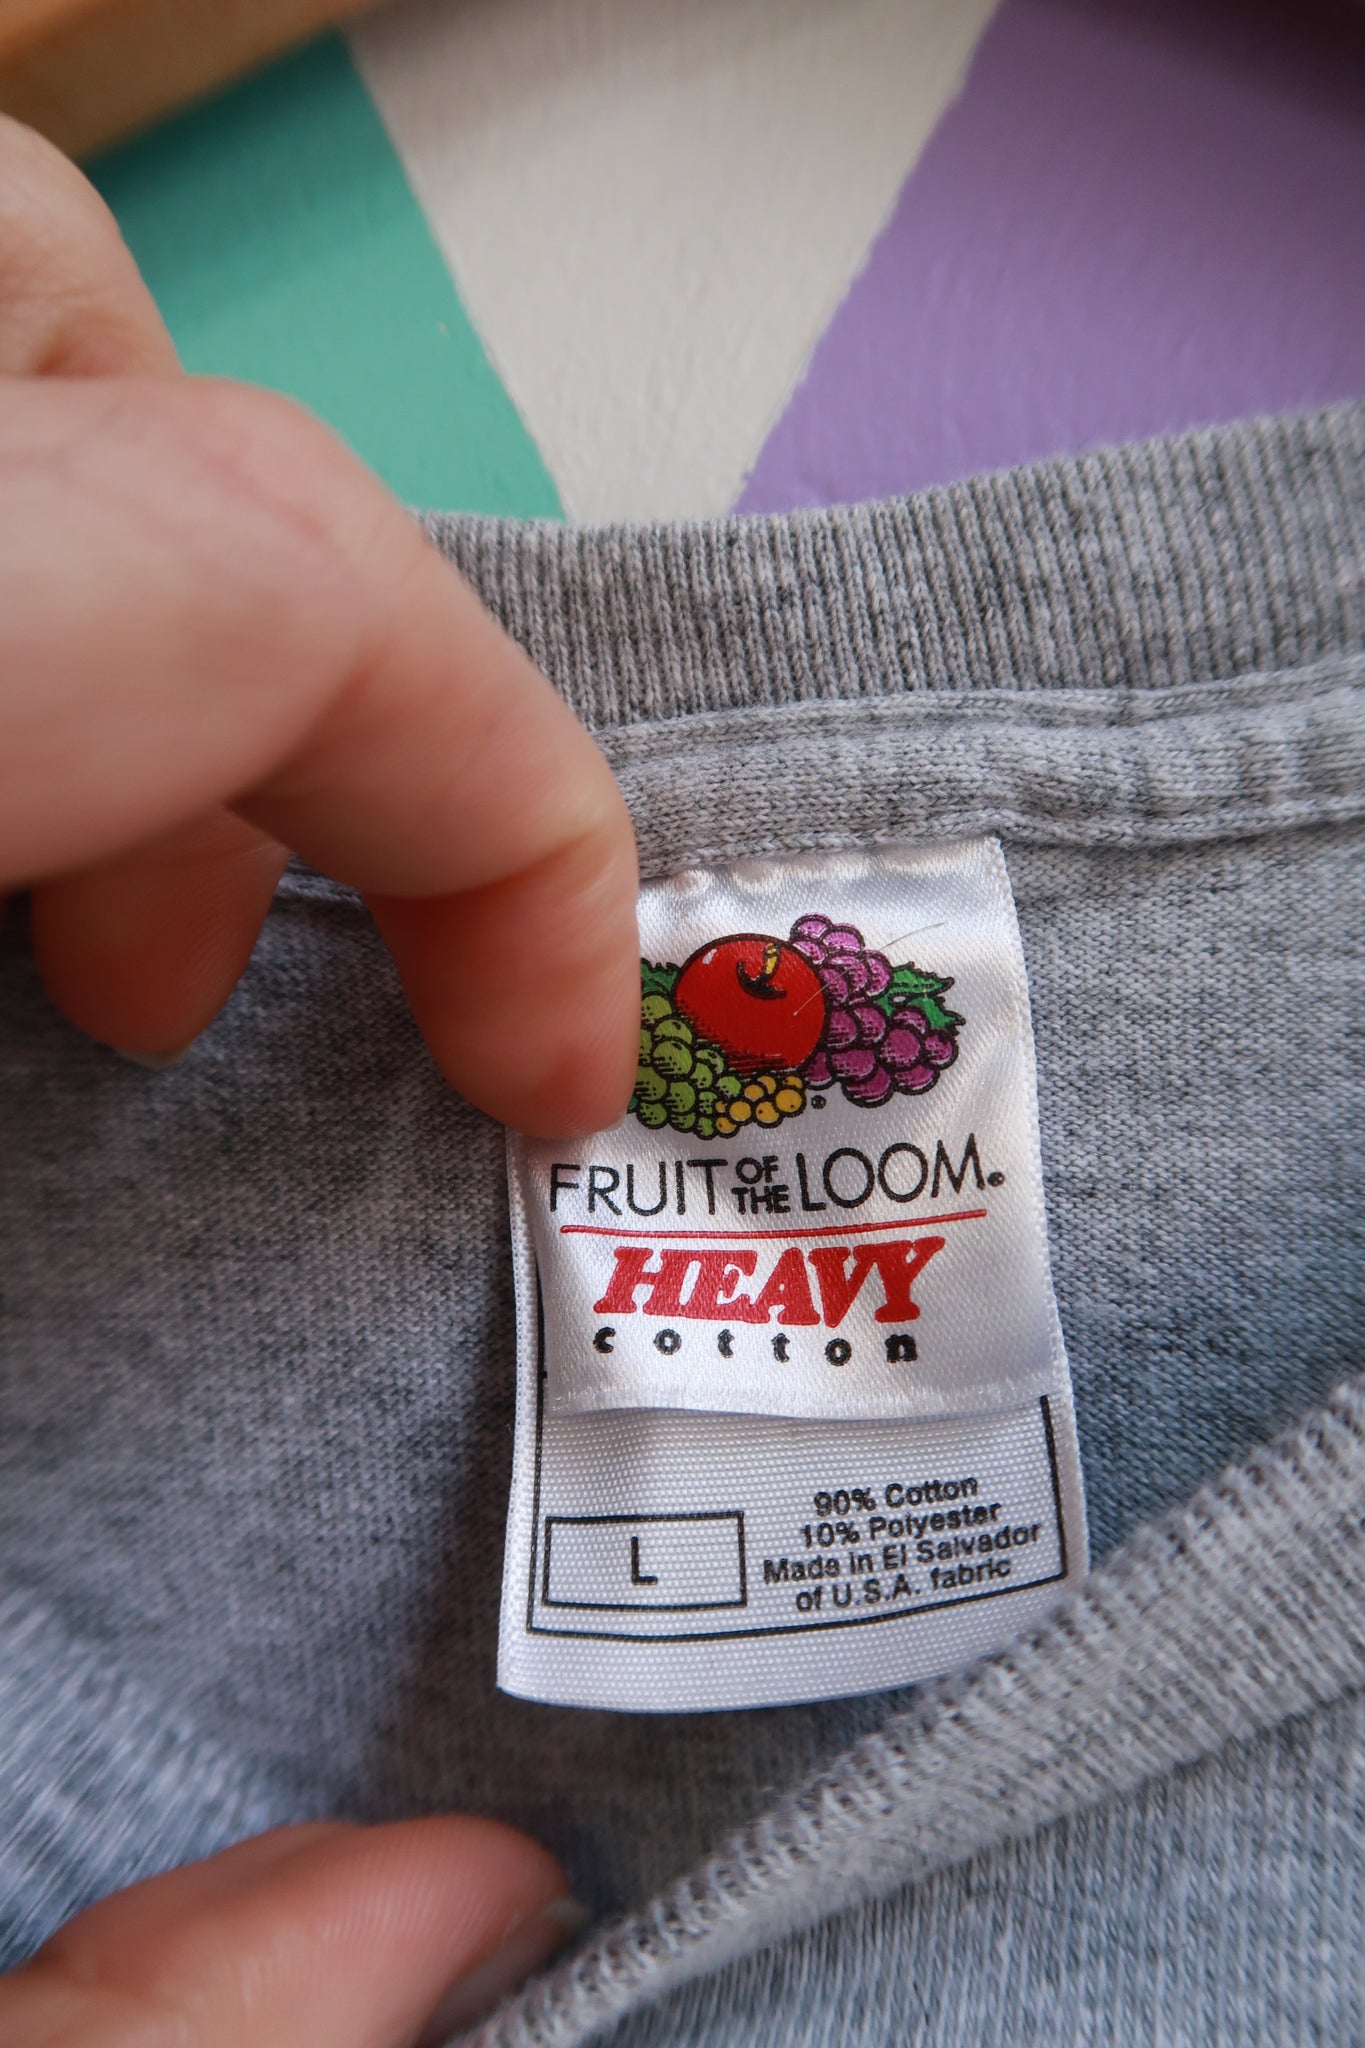 FRUIT OF THE LOOM®
HEAVY
cotton
L
90% Cotton
10% Polyester
Made in El Salvador
of U.S.A. fabric